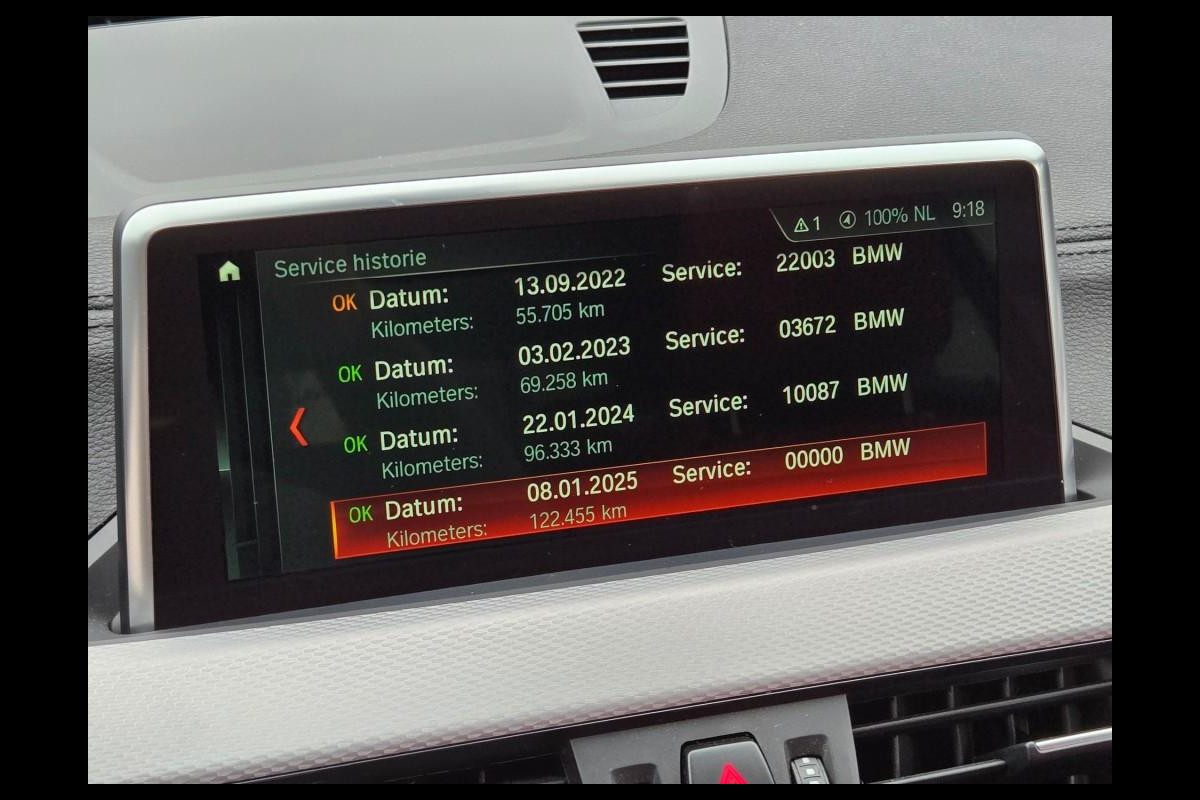 1 100% NL 9:18
Service historie
OK Datum: 13.09.2022 Service: 22003 BMW
Kilometers: 55.705 km
OK Datum: 03.02.2023 Service: 03672 BMW
Kilometers: 69.258 km
OK Datum: 22.01.2024 Service: 10087 BMW
Kilometers: 96.333 km
OK Datum: 08.01.2025 Service: 00000 BMW
Kilometers: 122.455 km